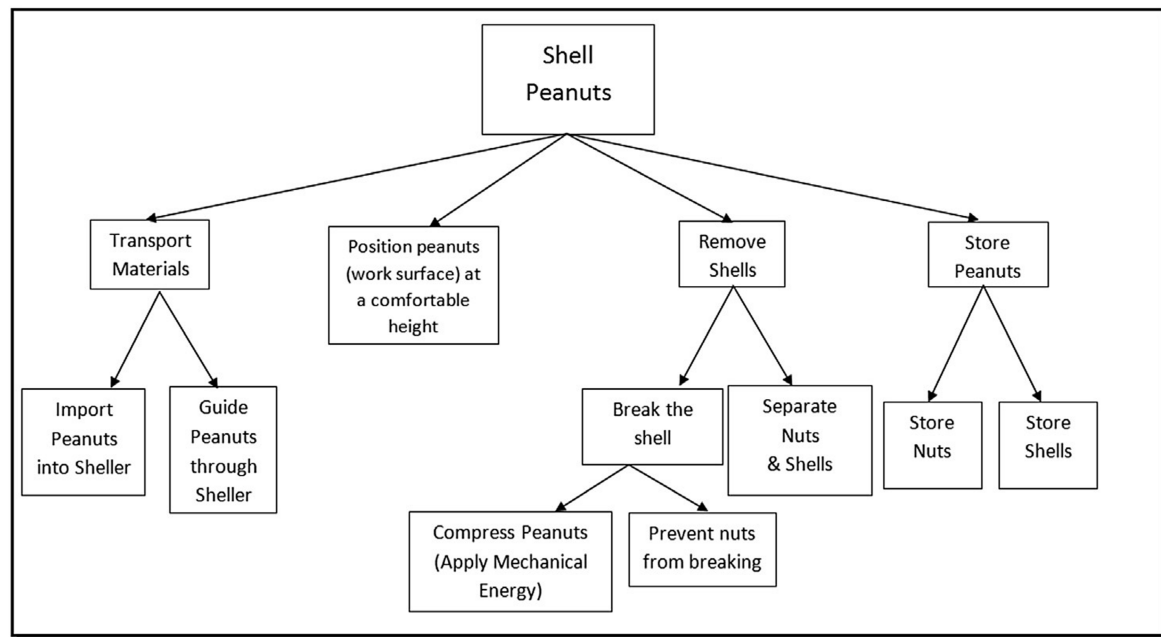 Shell
Peanuts
Transport
Materials
Position peanuts
(work surface) at
a comfortable
height
Remove
Shells
Store
Peanuts
Import
Peanuts
into Sheller
Guide
Peanuts
through
Sheller
Break the
shell
Separate
Nuts
& Shells
Store
Nuts
Store
Shells
Compress Peanuts
(Apply Mechanical
Energy)
Prevent nuts
from breaking